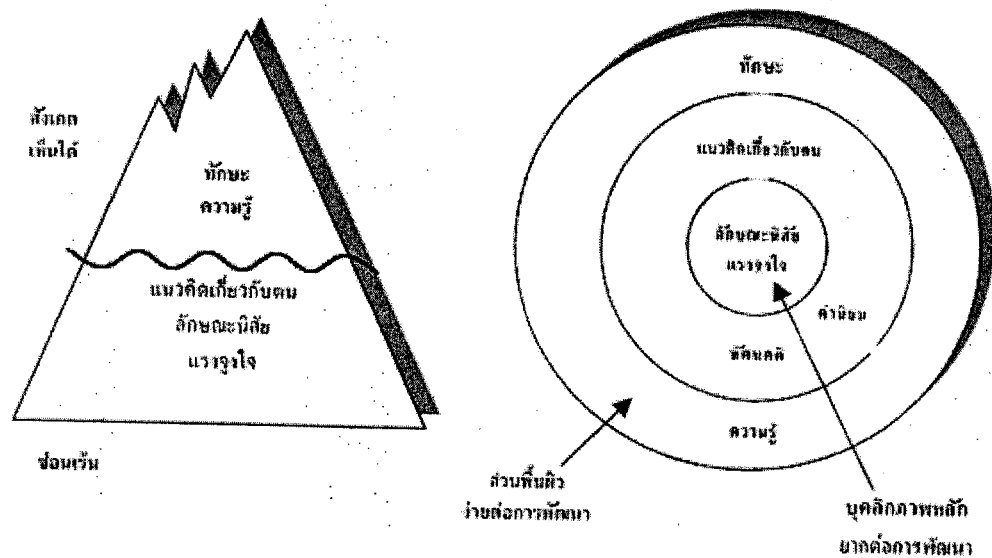 สังเกต
เห็นได้
ทักษะ
ความรู้
แนวคิดเกี่ยวกับตน
ลักษณะนิสัย
แรงจูงใจ
ซ่อนเร้น
ทักษะ
แนวคิดเกี่ยวกับตน
ลักษณะนิสัย
แรงจูงใจ
ค่านิยม
ทัศนคติ
ความรู้
ส่วนพื้นผิว
ง่ายต่อการพัฒนา
บุคลิกภาพหลัก
ยากต่อการพัฒนา